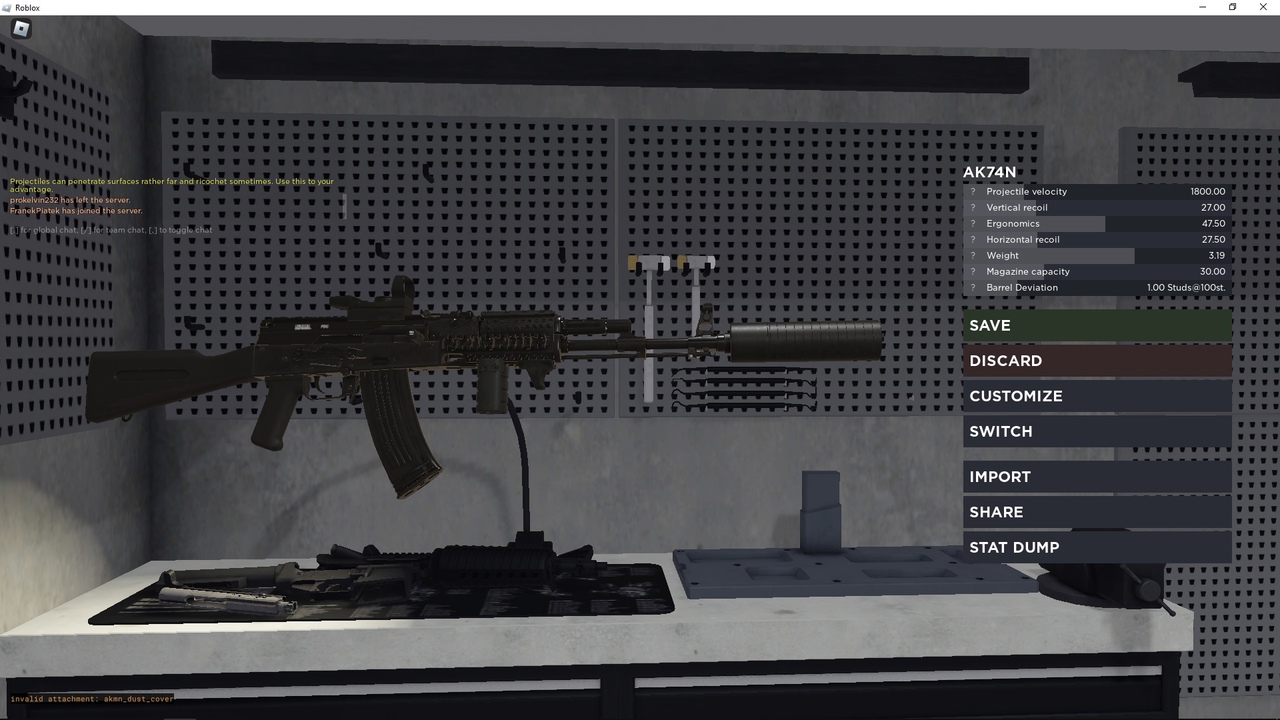 Roblox
Projectiles can penetrate surfaces rather far and ricochet sometimes. Use this to your
advantage.
prokelvin232 has left the server.
FranekPlatek has joined the server.
for global chat, [/] for team chat, [,] to toggle chat
AK74N
? Projectile velocity 1800.00
? Vertical recoil 27.00
? Ergonomics 47.50
? Horizontal recoil 27.50
? Weight 3.19
? Magazine capacity 30.00
? Barrel Deviation 1.00 Studs@100st.
SAVE
DISCARD
CUSTOMIZE
SWITCH
IMPORT
SHARE
STAT DUMP
invalid attachment: akmn_dust_cover